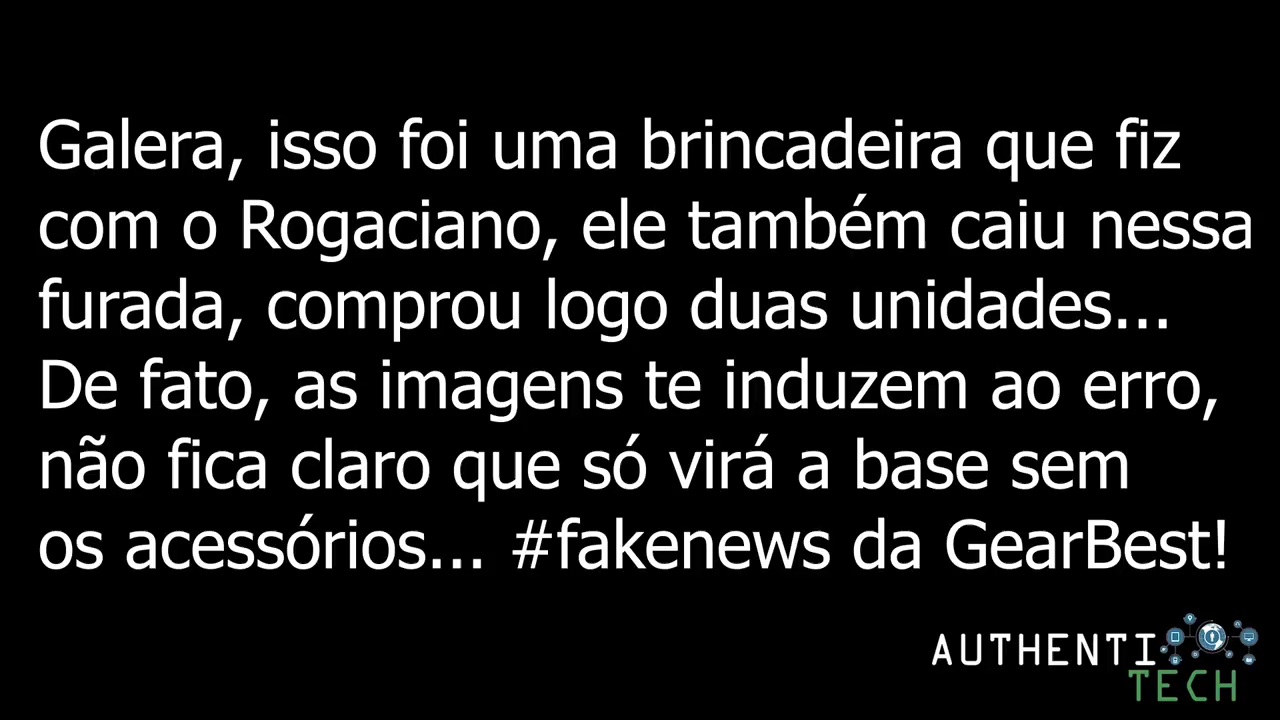 Galera, isso foi uma brincadeira que fiz
com o Rogaciano, ele também caiu nessa
furada, comprou logo duas unidades...
De fato, as imagens te induzem ao erro,
não fica claro que só virá a base sem
os acessórios... #fakenews da GearBest!
AUTHENTI
TECH